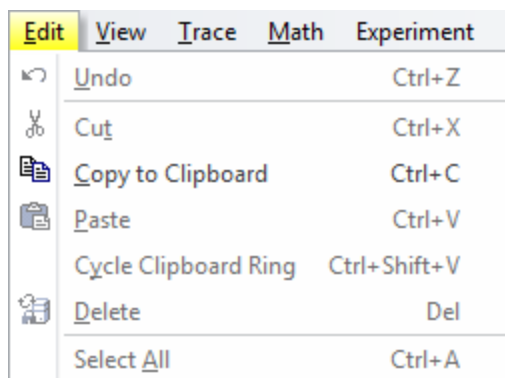 Edit View Trace Math Experiment
Undo Ctrl+Z
Cut Ctrl+X
Copy to Clipboard Ctrl+C
Paste Ctrl+V
Cycle Clipboard Ring Ctrl+Shift+V
Delete Del
Select All Ctrl+A